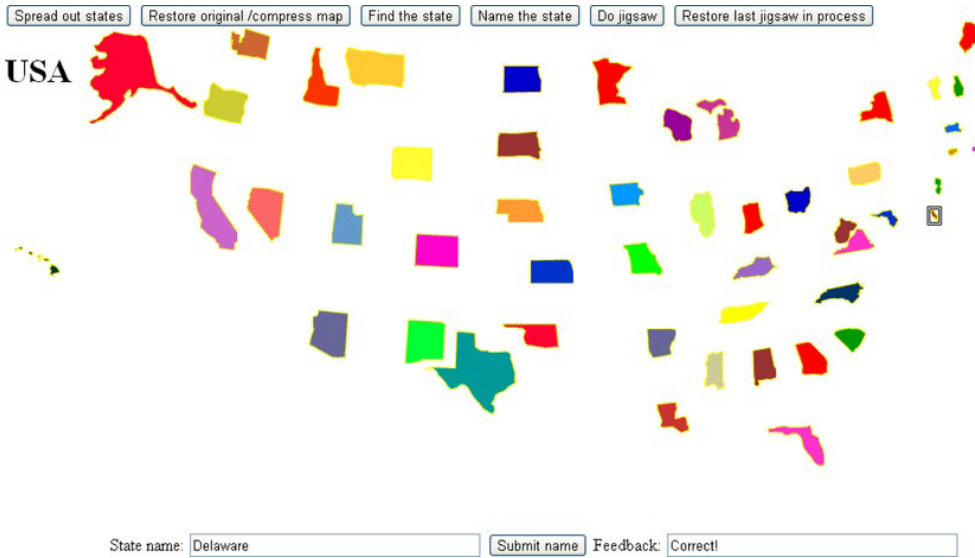 Spread out states Restore original /compress map Find the state Name the state Do jigsaw Restore last jigsaw in process
USA
State name: Delaware Submit name Feedback: Correct!